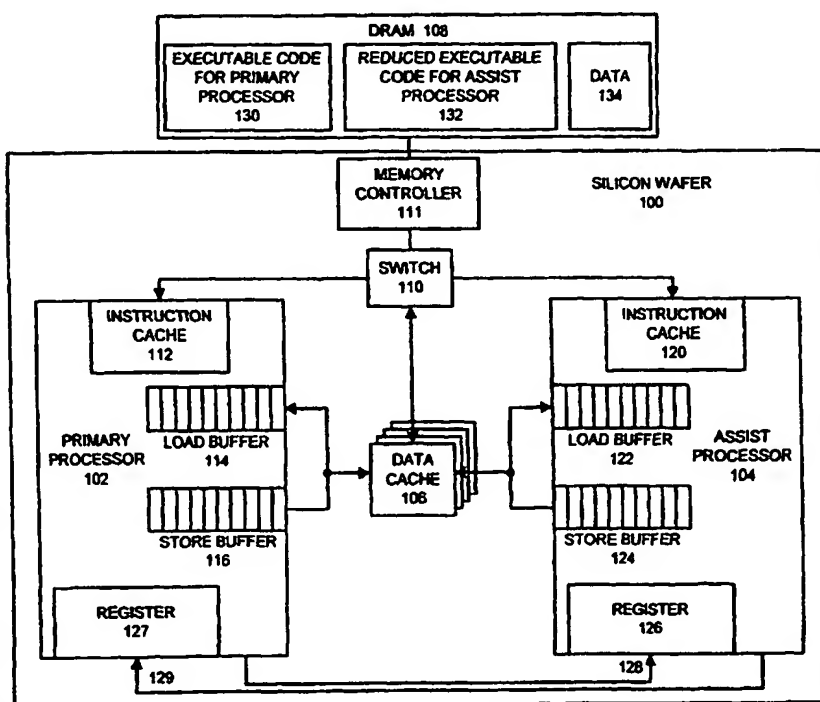 DRAM 108
EXECUTABLE CODE
FOR PRIMARY
PROCESSOR
130
REDUCED EXECUTABLE
CODE FOR ASSIST
PROCESSOR
132
DATA
134
MEMORY
CONTROLLER
111
SILICON WAFER
100
SWITCH
110
INSTRUCTION
CACHE
112
INSTRUCTION
CACHE
120
PRIMARY
PROCESSOR
102
LOAD BUFFER
114
DATA
CACHE
106
LOAD BUFFER
122
ASSIST
PROCESSOR
104
STORE BUFFER
116
STORE BUFFER
124
REGISTER
127
REGISTER
126
129
128